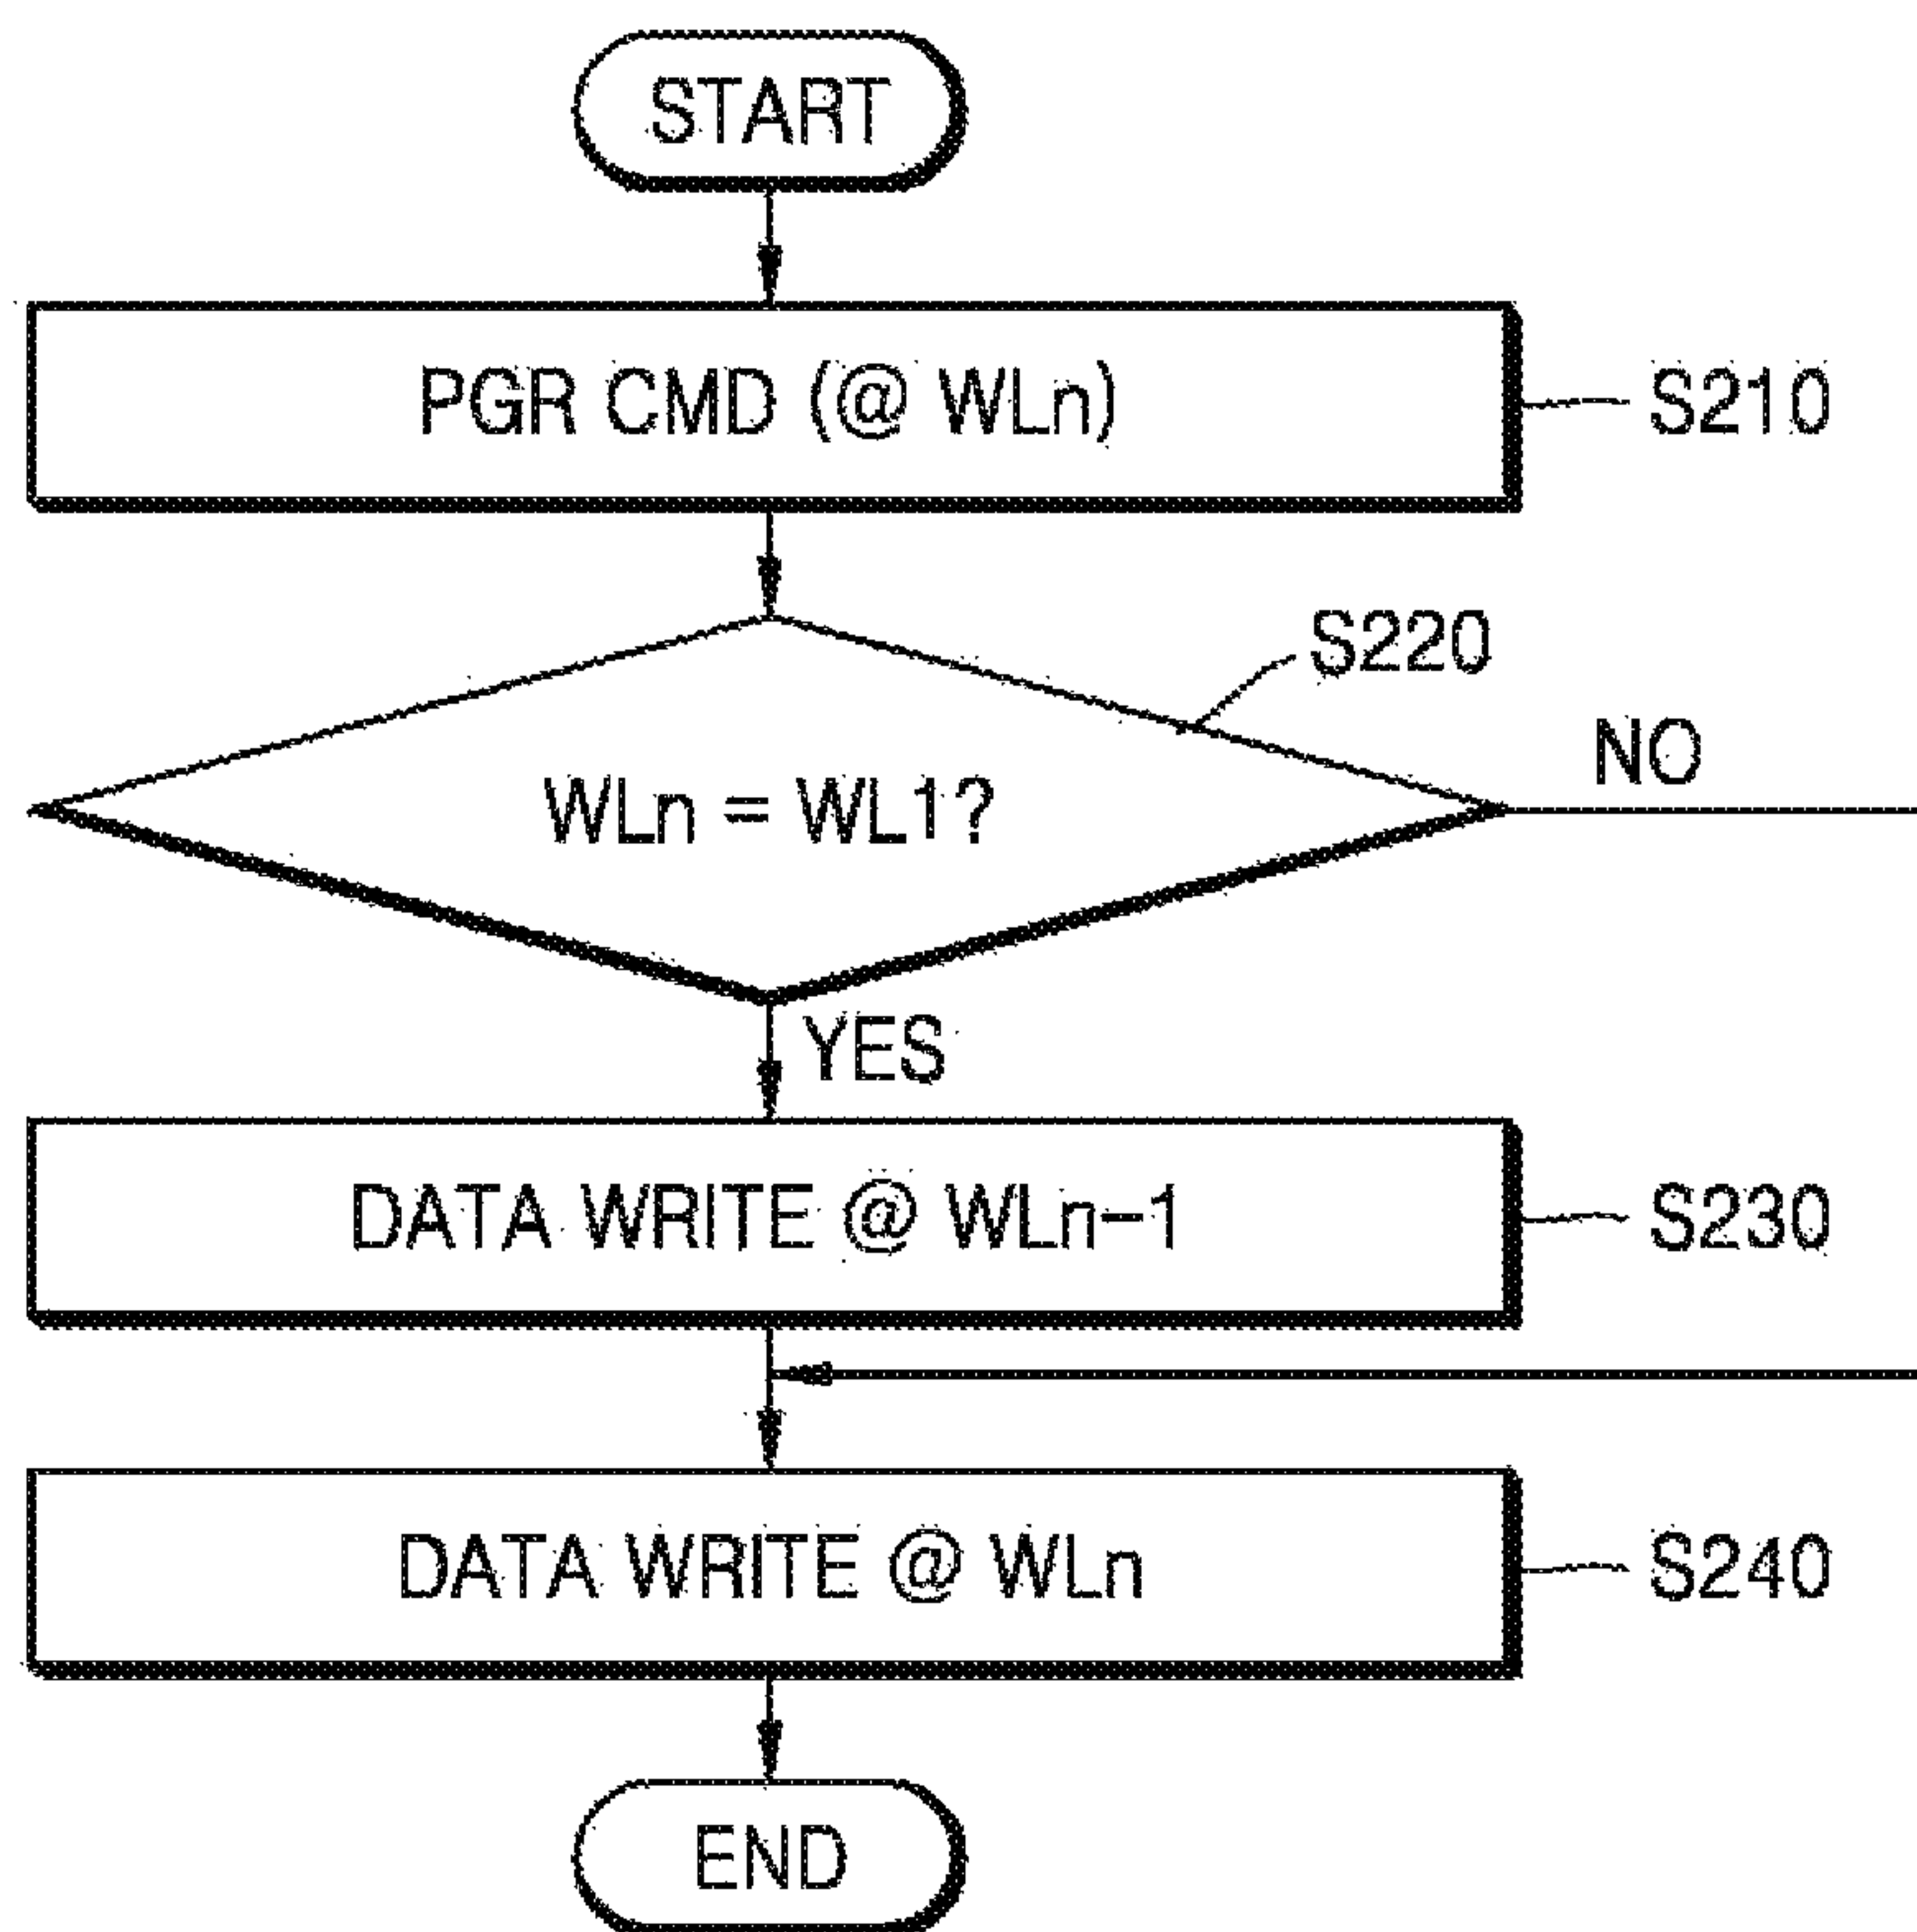 START
PGR CMD (@ WLn)
S210
S220
NO
WLn = WL1?
YES
DATA WRITE @ WLn-1
S230
DATA WRITE @ WLn
S240
END